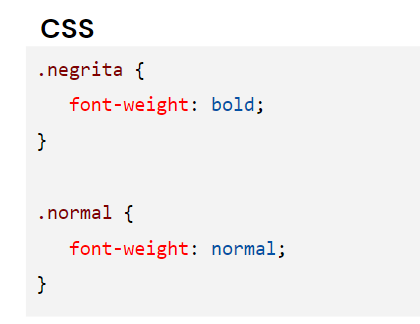 CSS
.negrita {
   font-weight: bold;
}
.normal {
   font-weight: normal;
}